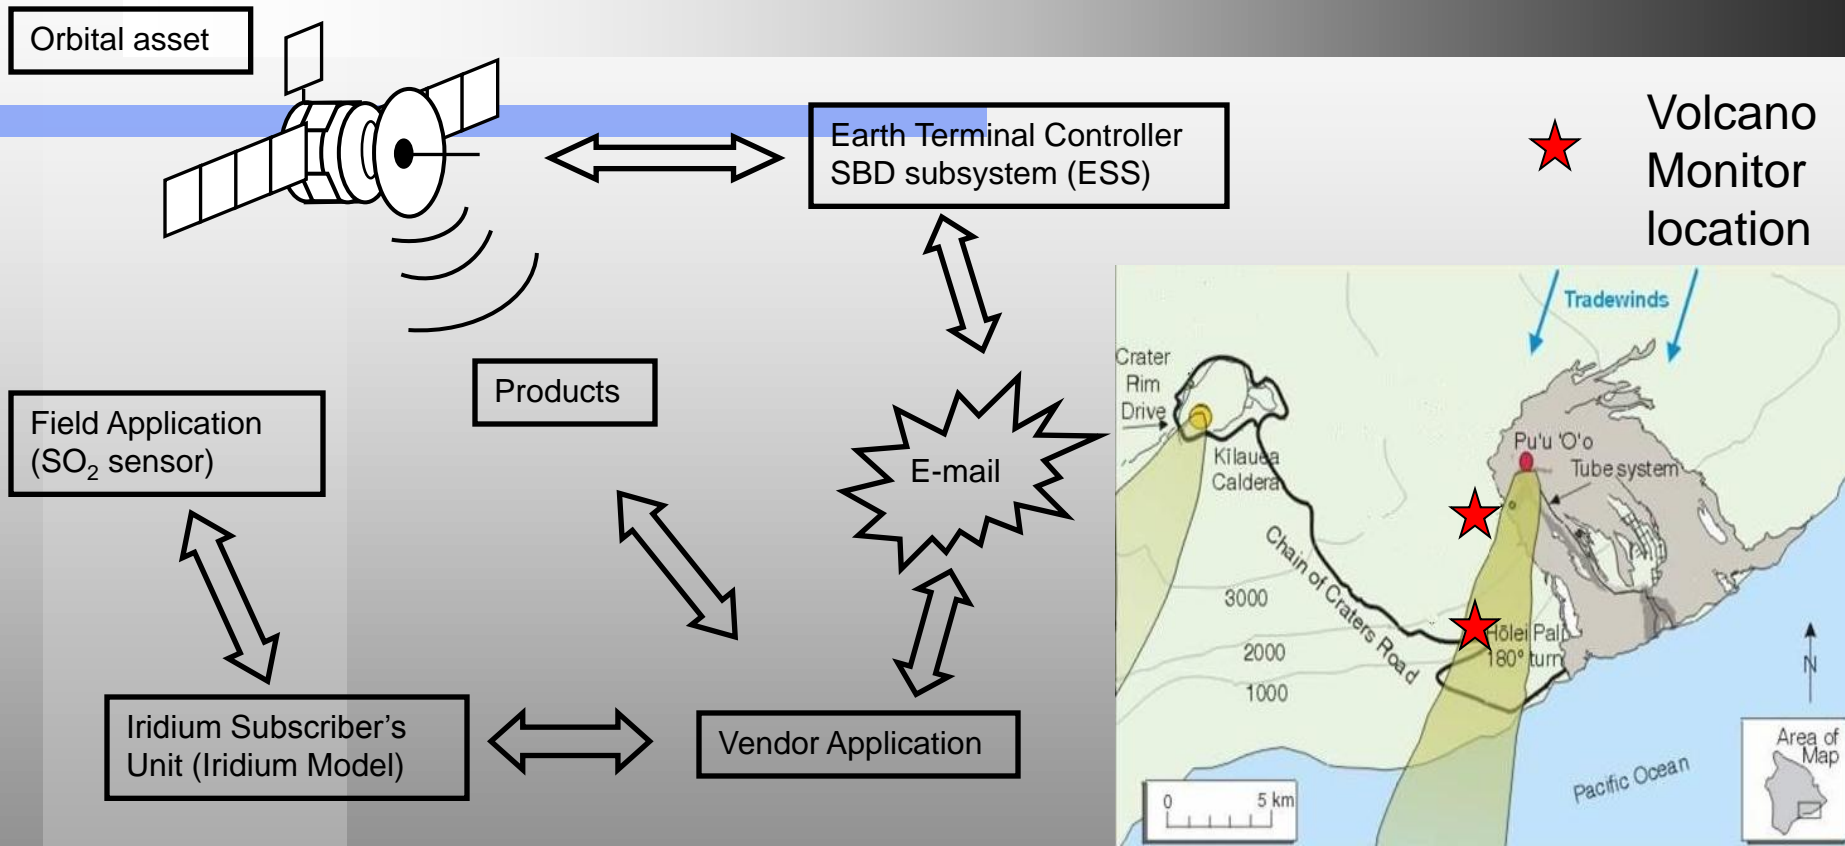 Orbital asset
Earth Terminal Controller
SBD subsystem (ESS)
Volcano
Monitor
location
Products
Field Application
(SO₂ sensor)
E-mail
Iridium Subscriber's
Unit (Iridium Model)
Vendor Application
Tradewinds
Crater
Rim
Drive
Kīlauea
Caldera
Pu'u 'O'o
Tube system
Chain of Craters Road
3000
2000
1000
Hōlei Pali
180° turn
N
Pacific Ocean
Area of
Map
0 5 km